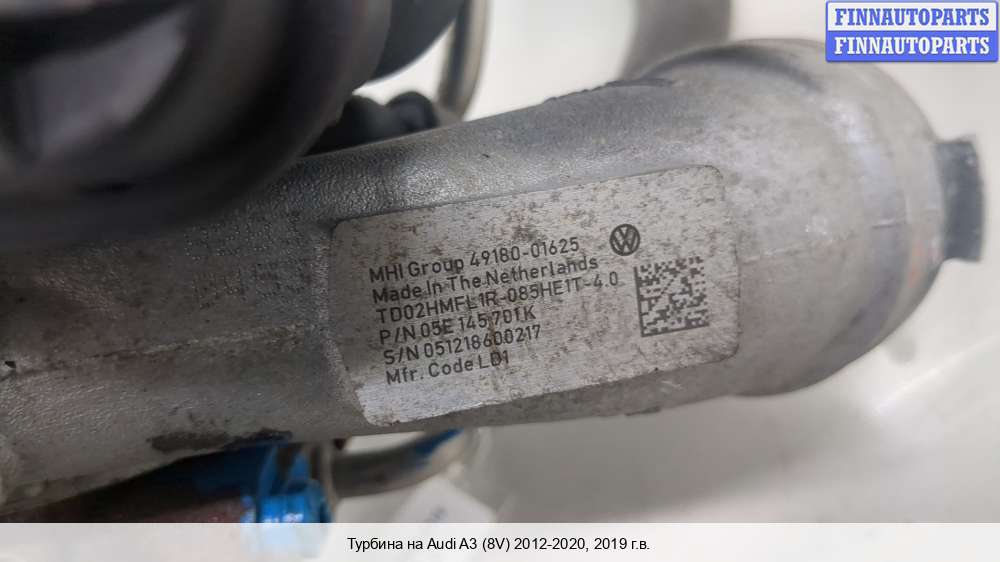 FINNAUTOPARTS
FINNAUTOPARTS
MHI Group 49180-01625
Made In The Netherlands
TD02HMFL1R-085HE1T-4.0
P/N 05E 145 701K
S/N 051218600217
Mfr. Code LD1
Турбина на Audi A3 (8V) 2012-2020, 2019 г.в.